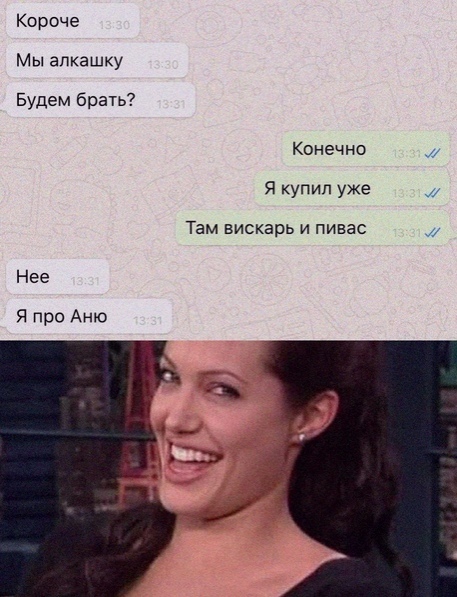 Короче 13:30
Мы алкашку 13:30
Будем брать? 13:31
Конечно 13:31
Я купил уже 13:31
Там вискарь и пивас 13:31
Нее 13:31
Я про Аню 13:31